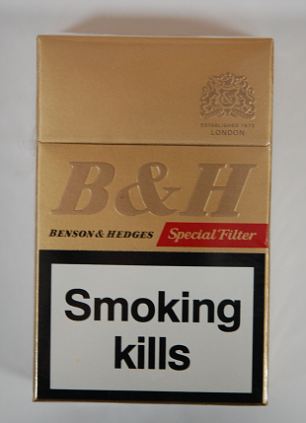 ESTABLISHED 1873
LONDON
B&H
BENSON & HEDGES Special Filter
Smoking
kills